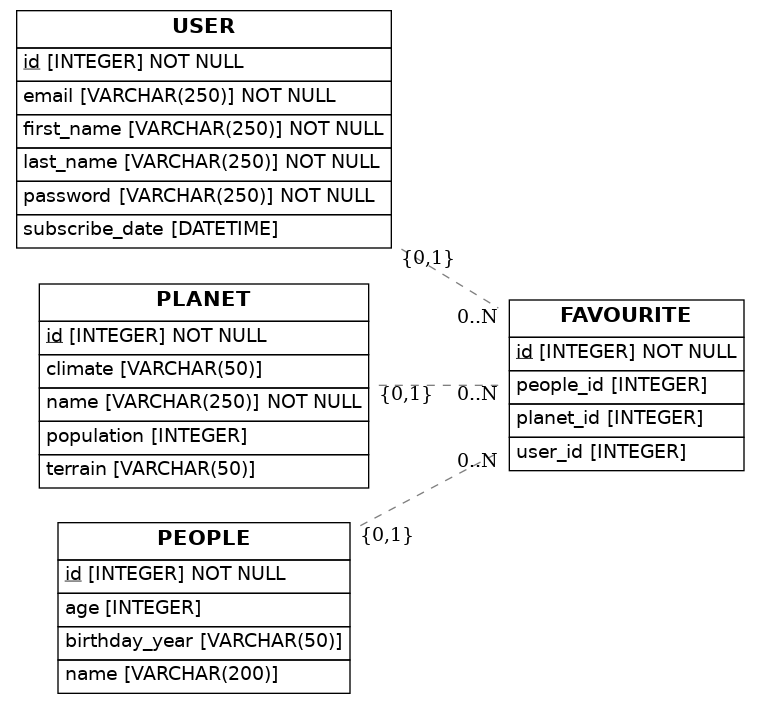 USER
id [INTEGER] NOT NULL
email [VARCHAR(250)] NOT NULL
first_name [VARCHAR(250)] NOT NULL
last_name [VARCHAR(250)] NOT NULL
password [VARCHAR(250)] NOT NULL
subscribe_date [DATETIME]
{0,1}
0..N
PLANET
id [INTEGER] NOT NULL
climate [VARCHAR(50)]
name [VARCHAR(250)] NOT NULL
population [INTEGER]
terrain [VARCHAR(50)]
{0,1}
0..N
FAVOURITE
id [INTEGER] NOT NULL
people_id [INTEGER]
planet_id [INTEGER]
user_id [INTEGER]
0..N
{0,1}
PEOPLE
id [INTEGER] NOT NULL
age [INTEGER]
birthday_year [VARCHAR(50)]
name [VARCHAR(200)]